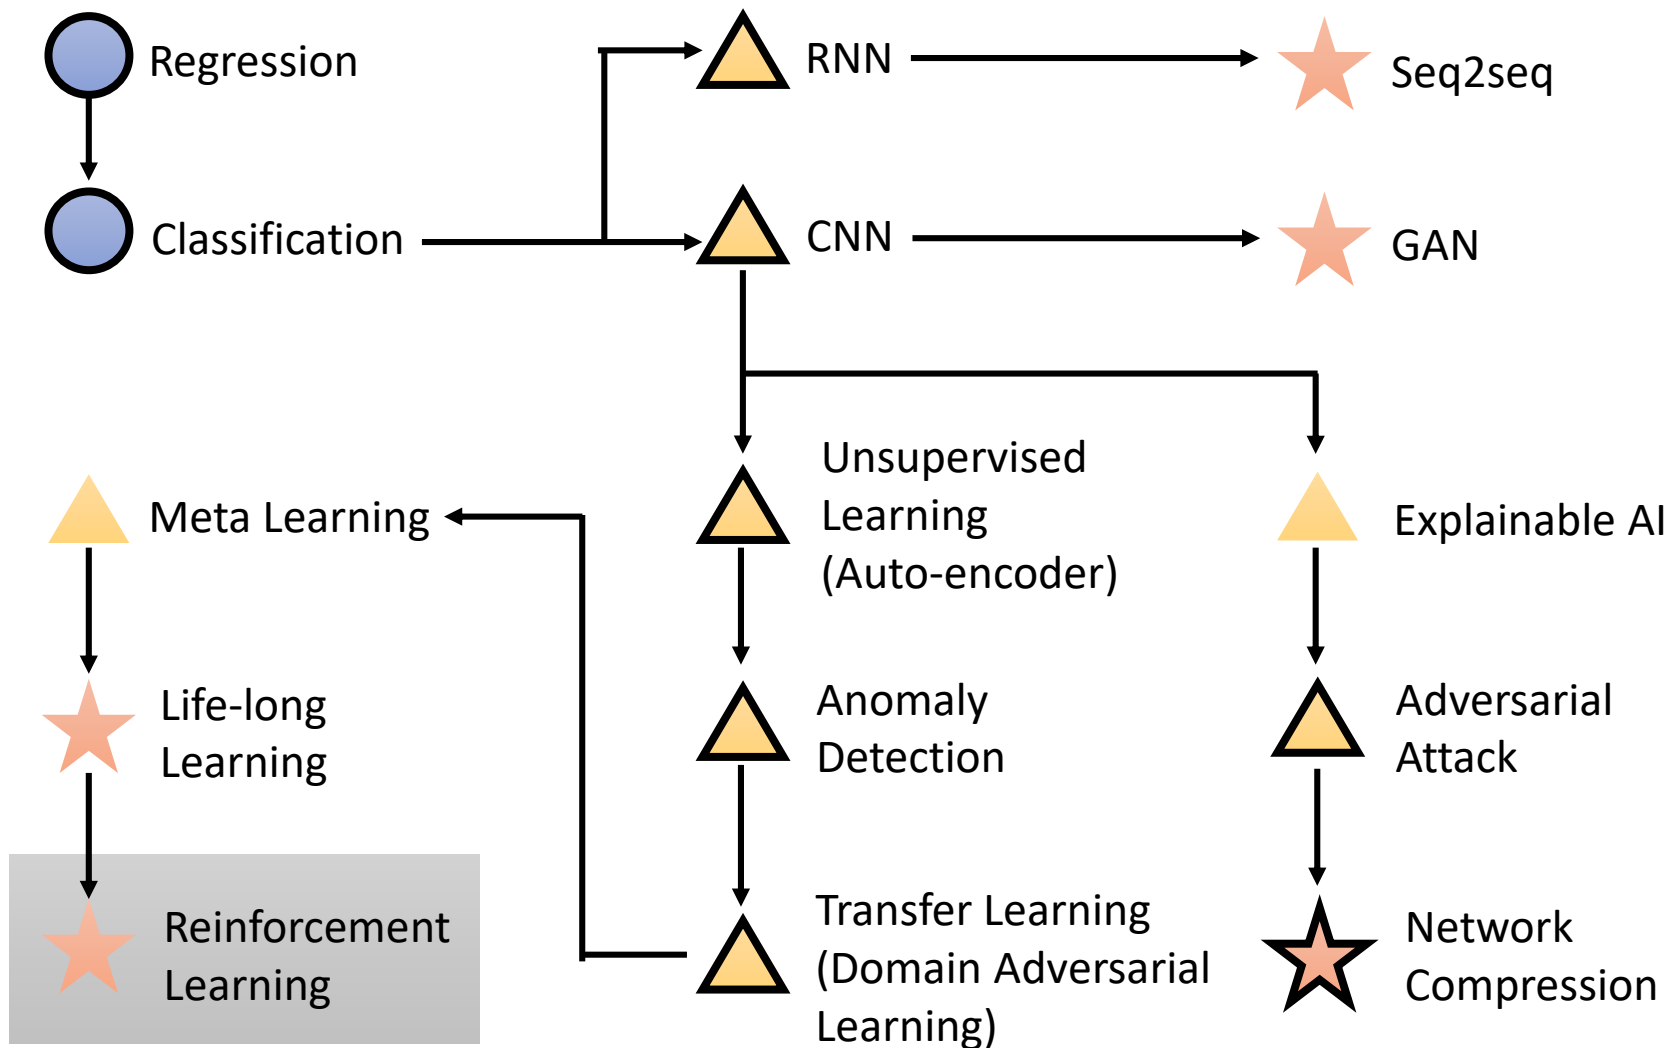 Regression
RNN
Seq2seq
Classification
CNN
GAN
Meta Learning
Unsupervised
Learning
(Auto-encoder)
Explainable AI
Life-long
Learning
Anomaly
Detection
Adversarial
Attack
Reinforcement
Learning
Transfer Learning
(Domain Adversarial
Learning)
Network
Compression